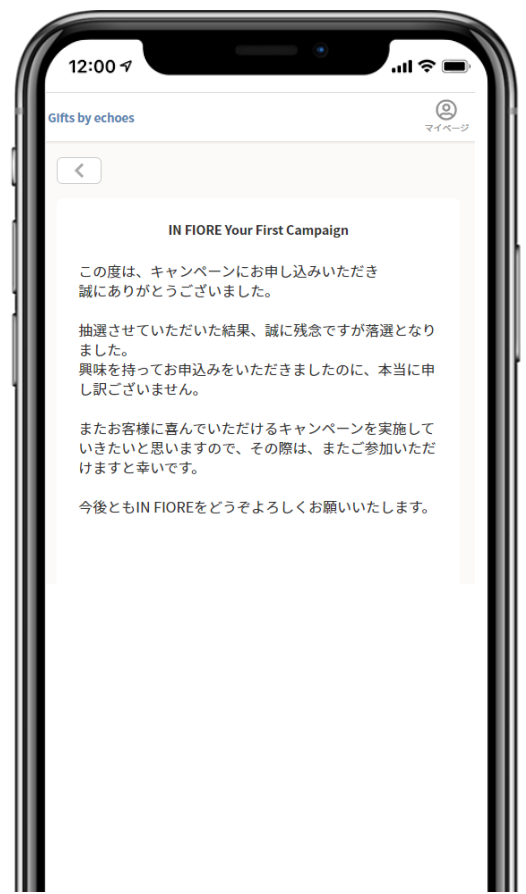 12:00
Gifts by echoes
マイページ
IN FIORE Your First Campaign
この度は、キャンペーンにお申し込みいただき
誠にありがとうございました。
抽選させていただいた結果、誠に残念ですが落選となり
ました。
興味を持ってお申込みをいただきましたのに、本当に申
し訳ございません。
またお客様に喜んでいただけるキャンペーンを実施して
いきたいと思いますので、その際は、またご参加いただ
けますと幸いです。
今後ともIN FIOREをどうぞよろしくお願いいたします。